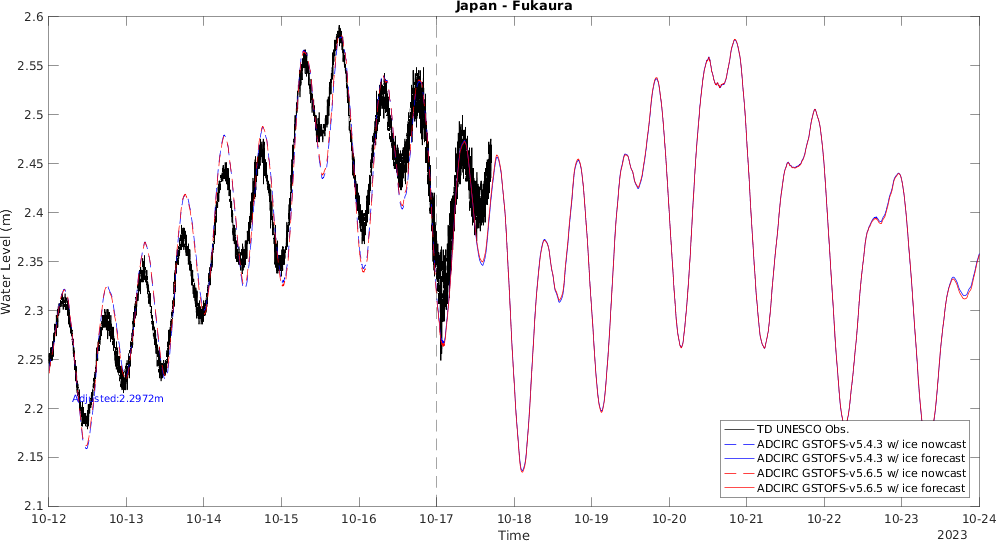 Japan - Fukaura
2.6
2.55
2.5
2.45
2.4
2.35
2.3
2.25
2.2
2.15
2.1
Water Level (m)
Adjusted:2.2972m
TD UNESCO Obs.
ADCIRC GSTOFS-v5.4.3 w/ ice nowcast
ADCIRC GSTOFS-v5.4.3 w/ ice forecast
ADCIRC GSTOFS-v5.6.5 w/ ice nowcast
ADCIRC GSTOFS-v5.6.5 w/ ice forecast
10-12 10-13 10-14 10-15 10-16 10-17 10-18 10-19 10-20 10-21 10-22 10-23 10-24
Time
2023